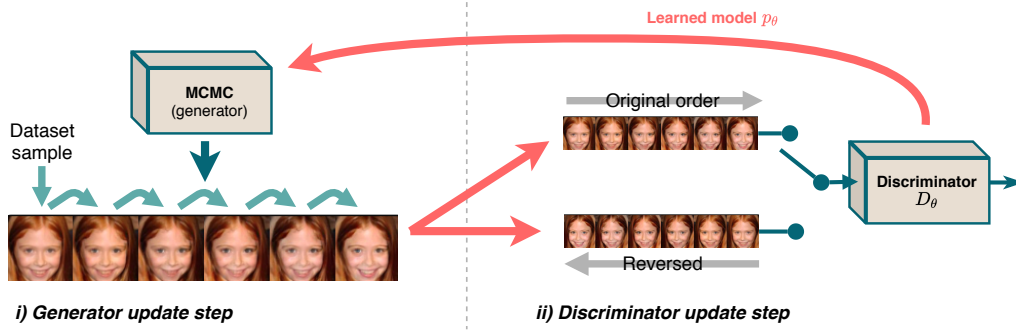 Learned model pθ
MCMC
(generator)
Dataset
sample
Original order
Discriminator
Dθ
Reversed
i) Generator update step
ii) Discriminator update step